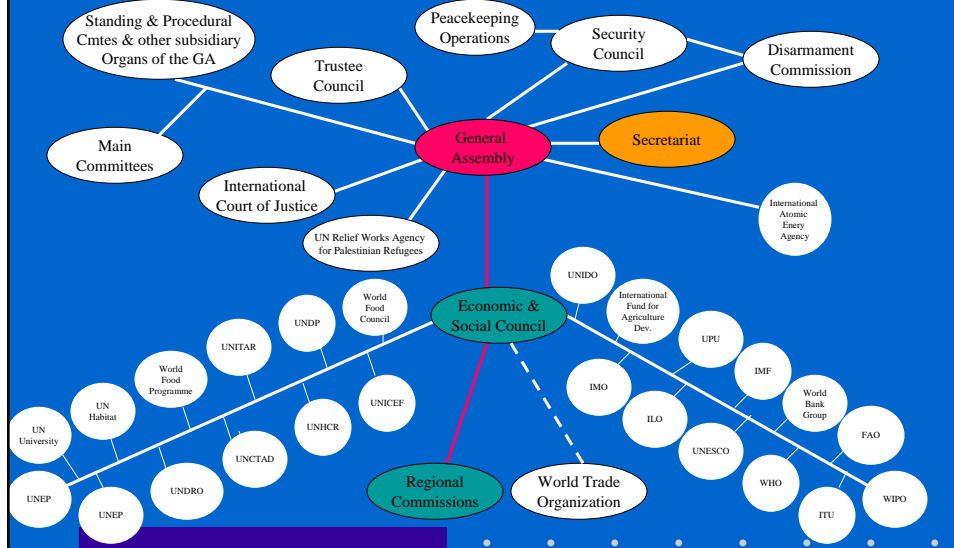 Standing & Procedural
Cmtes & other subsidiary
Organs of the GA
Peacekeeping
Operations
Security
Council
Disarmament
Commission
Trustee
Council
Main
Committees
General
Assembly
Secretariat
International
Court of Justice
International
Atomic
Enery
Agency
UN Relief Works Agency
for Palestinian Refugees
Economic &
Social Council
World
Food
Council
UNDP
UNITAR
World
Food
Programme
UN
Habitat
UN
University
UNEP
UNEP
UNDRO
UNCTAD
UNHCR
UNICEF
UNIDO
International
Fund for
Agriculture
Dev.
UPU
IMF
World
Bank
Group
FAO
IMO
ILO
UNESCO
WHO
ITU
WIPO
Regional
Commissions
World Trade
Organization